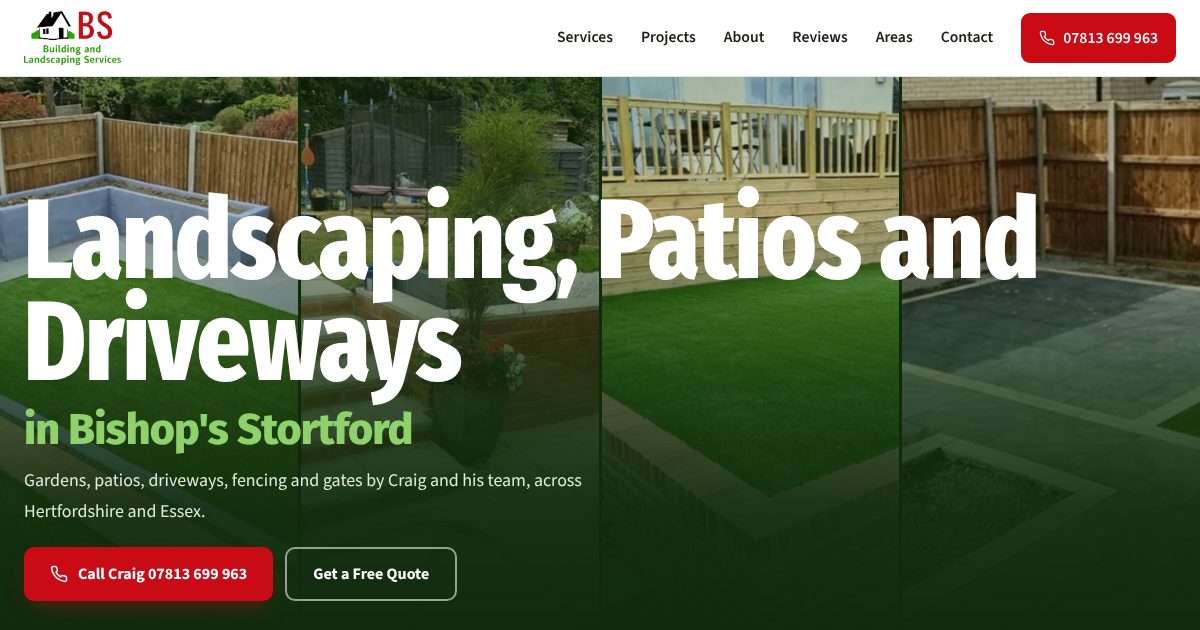 BS
Building and
Landscaping Services
Services
Projects
About
Reviews
Areas
Contact
07813 699 963
Landscaping, Patios and
Driveways
in Bishop's Stortford
Gardens, patios, driveways, fencing and gates by Craig and his team, across
Hertfordshire and Essex.
Call Craig 07813 699 963
Get a Free Quote